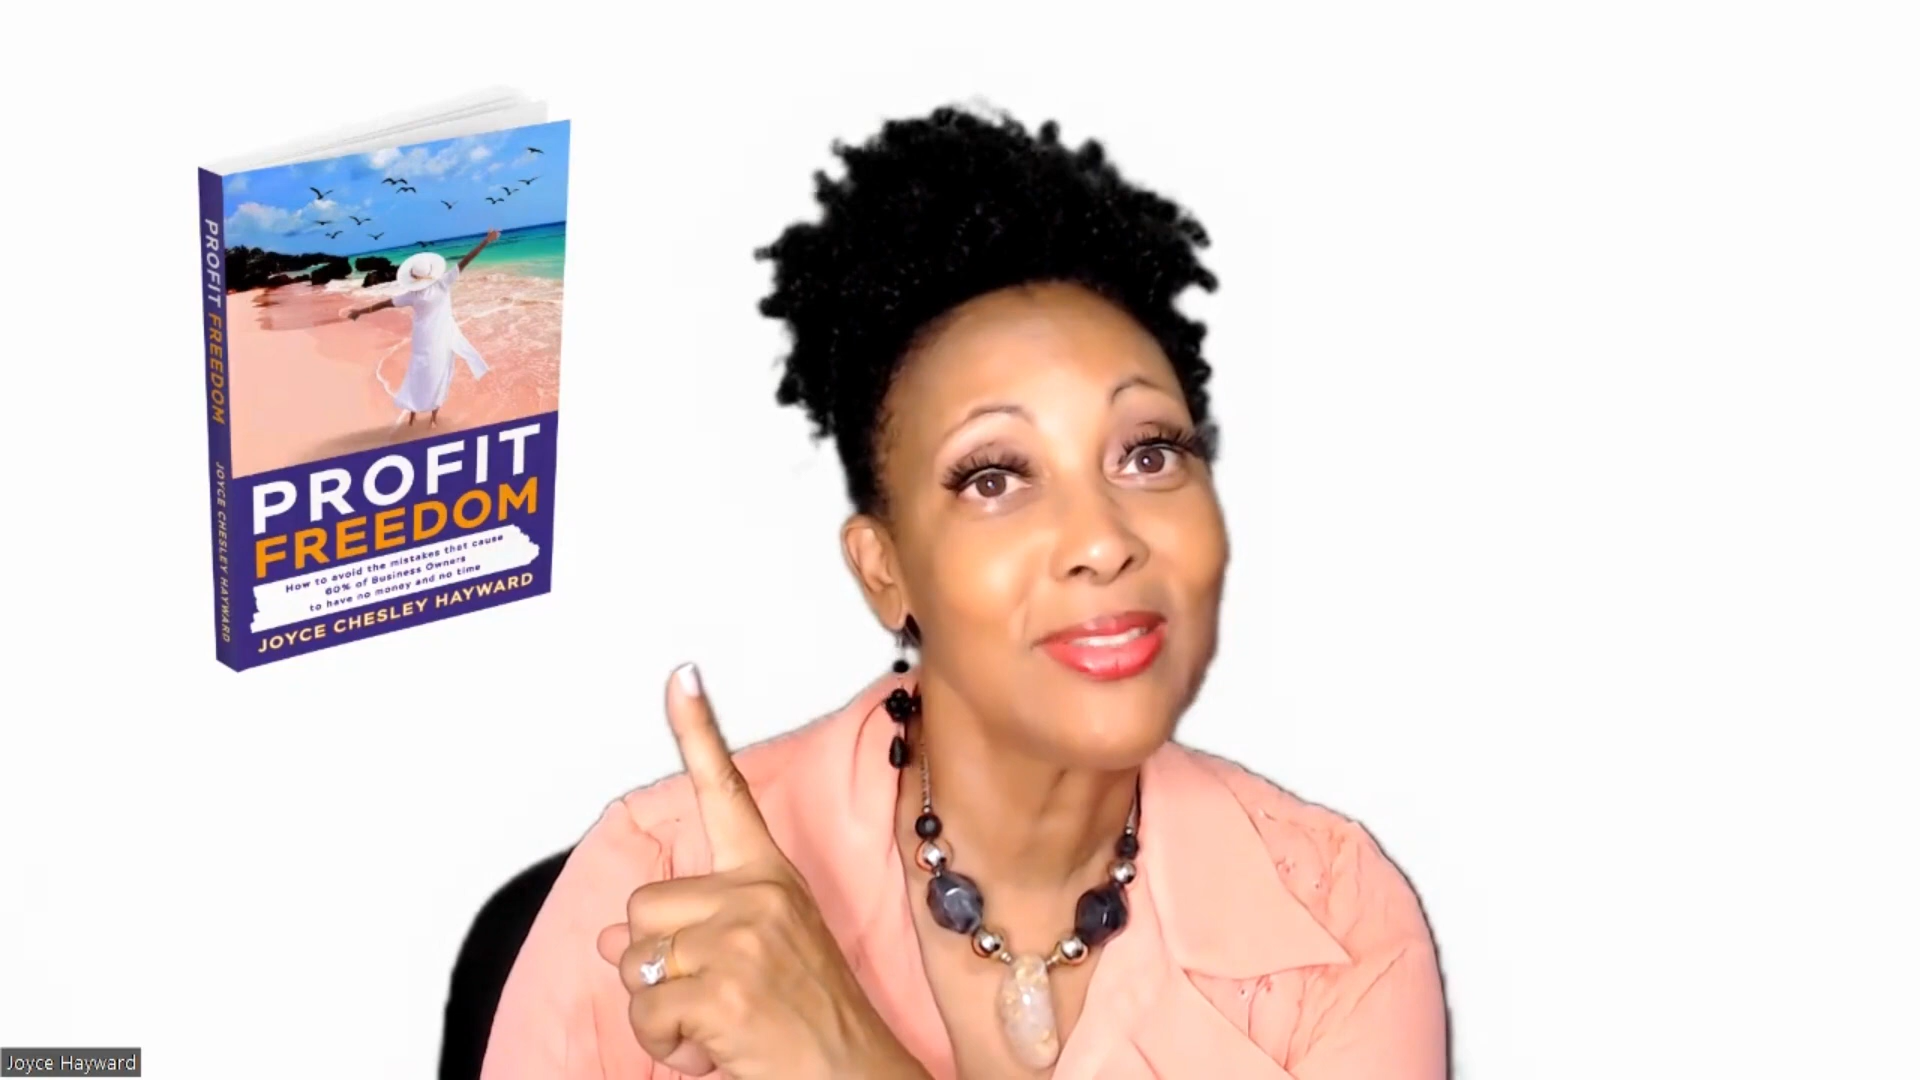 PROFIT FREEDOM
JOYCE CHESLEY HAYWARD
PROFIT
FREEDOM
How to avoid the mistakes that cause
60% of Business Owners
to have no money and no time
JOYCE CHESLEY HAYWARD
Joyce Hayward